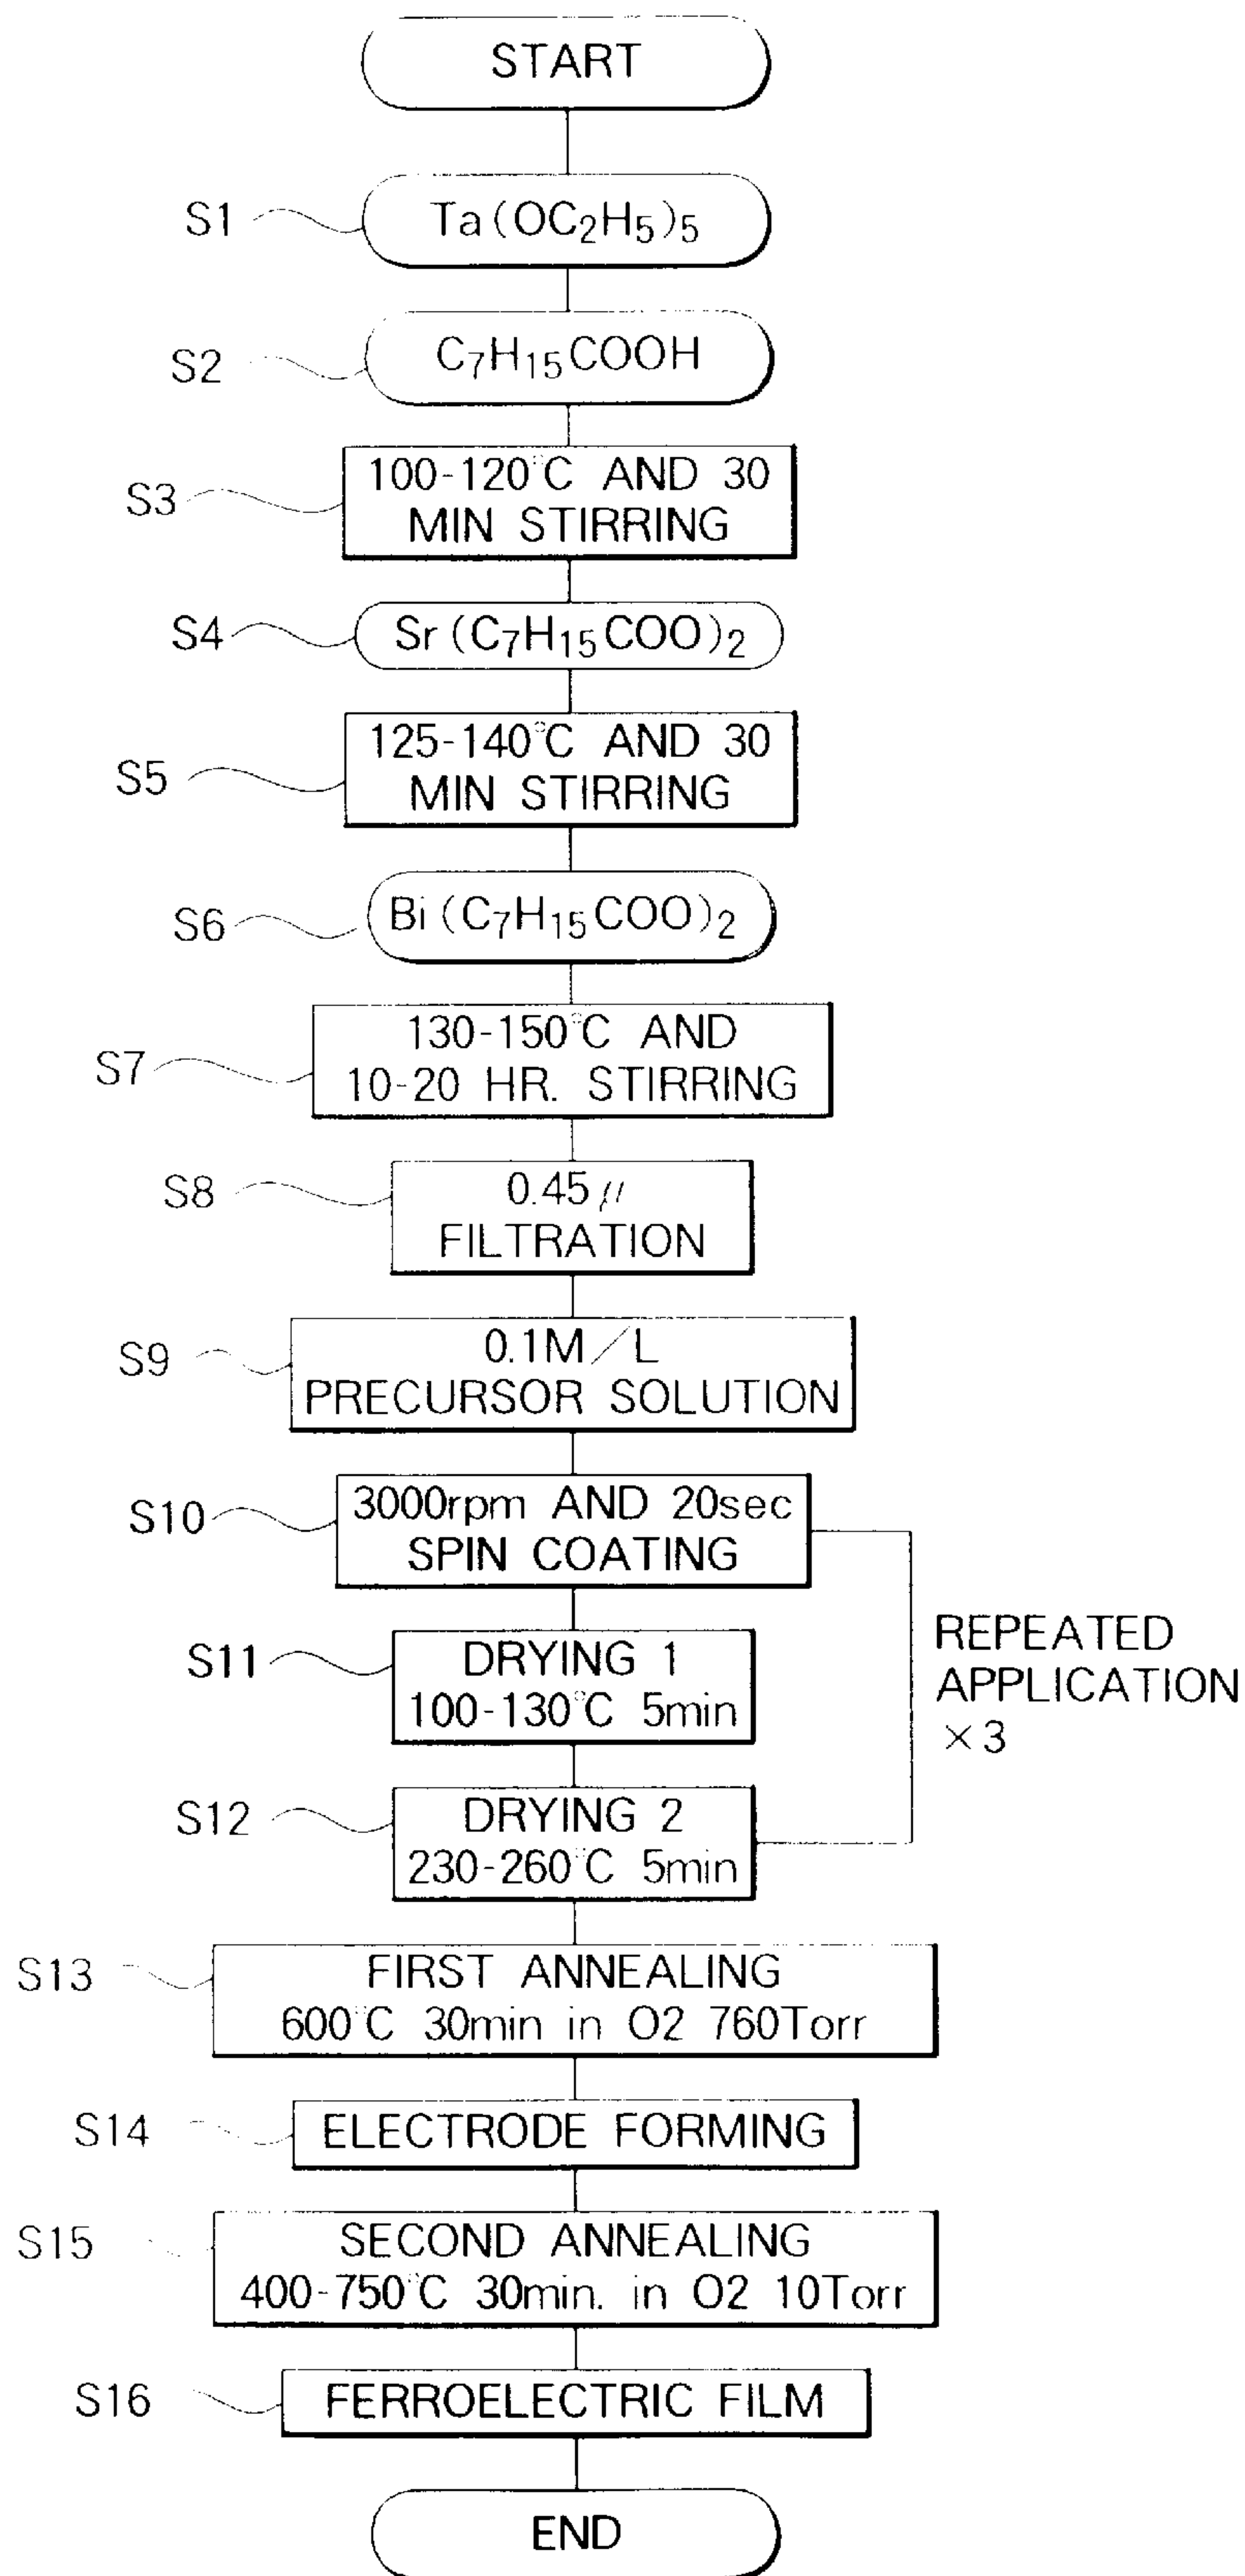 START
S1
Ta(OC₂H₅)₅
S2
C₇H₁₅COOH
S3
100-120℃ AND 30
MIN STIRRING
S4
Sr(C₇H₁₅COO)₂
S5
125-140℃ AND 30
MIN STIRRING
S6
Bi(C₇H₁₅COO)₂
S7
130-150℃ AND
10-20 HR. STIRRING
S8
0.45μ
FILTRATION
S9
0.1M/L
PRECURSOR SOLUTION
S10
3000rpm AND 20sec
SPIN COATING
S11
DRYING 1
100-130℃ 5min
REPEATED
APPLICATION
×3
S12
DRYING 2
230-260℃ 5min
S13
FIRST ANNEALING
600℃ 30min in O2 760Torr
S14
ELECTRODE FORMING
S15
SECOND ANNEALING
400-750℃ 30min. in O2 10Torr
S16
FERROELECTRIC FILM
END